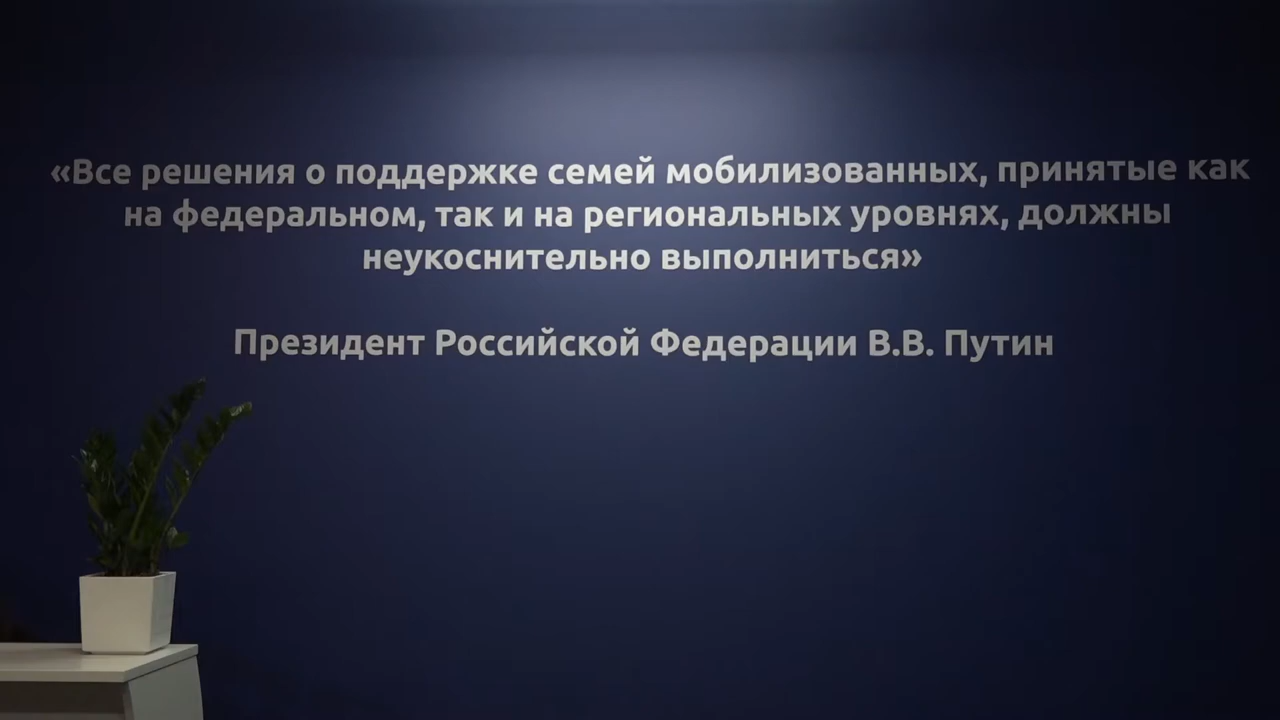 «Все решения о поддержке семей мобилизованных, принятые как
на федеральном, так и на региональных уровнях, должны
неукоснительно выполниться»
Президент Российской Федерации В.В. Путин